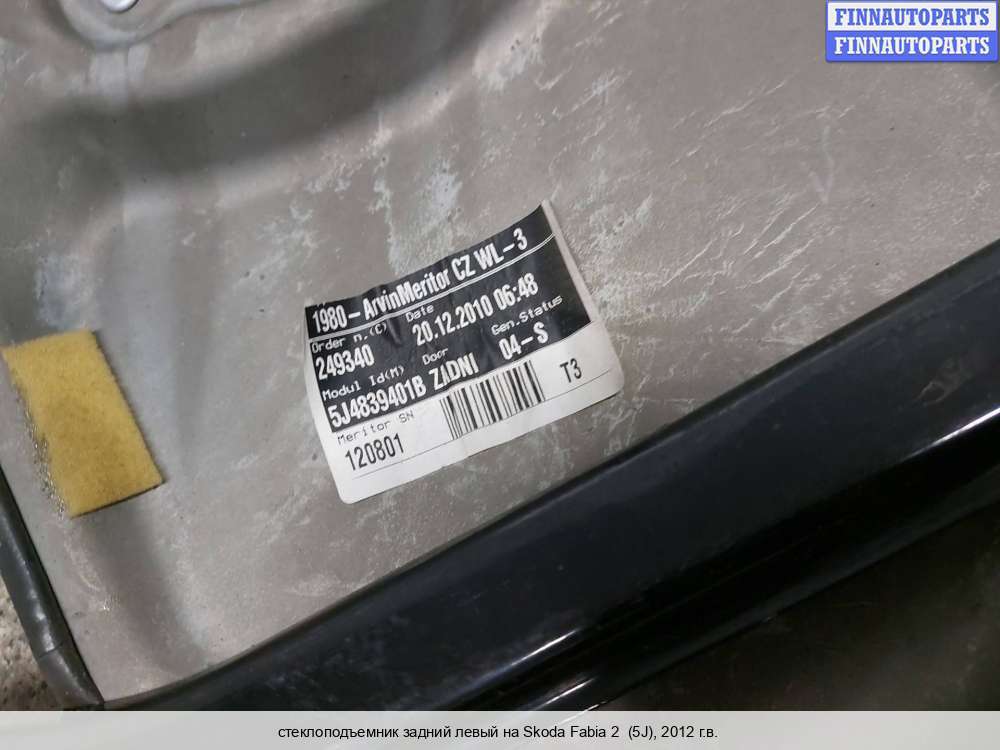 FINNAUTOPARTS
FINNAUTOPARTS
1980-ArvinMeritor CZ WL-3
Order n.(C) Date
249340 20.12.2010 06:48
Modul Id(M) Door Gen.Status
5J4839401B ZADNI 04-S
Meritor SN
120801 T3
стеклоподъемник задний левый на Skoda Fabia 2 (5J), 2012 г.в.